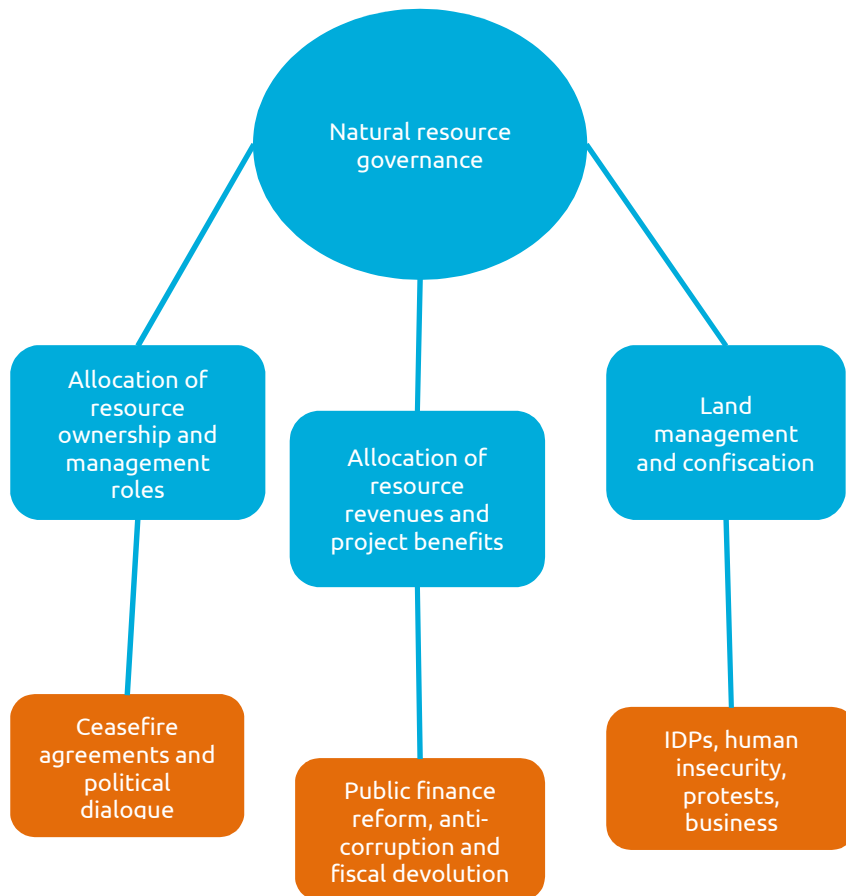 Natural resource
governance
Allocation of
resource
ownership and
management
roles
Allocation of
resource
revenues and
project benefits
Land
management
and confiscation
Ceasefire
agreements and
political
dialogue
Public finance
reform, anti-
corruption and
fiscal devolution
IDPs, human
insecurity,
protests,
business